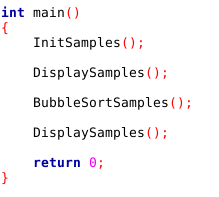 int main()
{
    InitSamples();
    DisplaySamples();
    BubbleSortSamples();
    DisplaySamples();
    return 0;
}